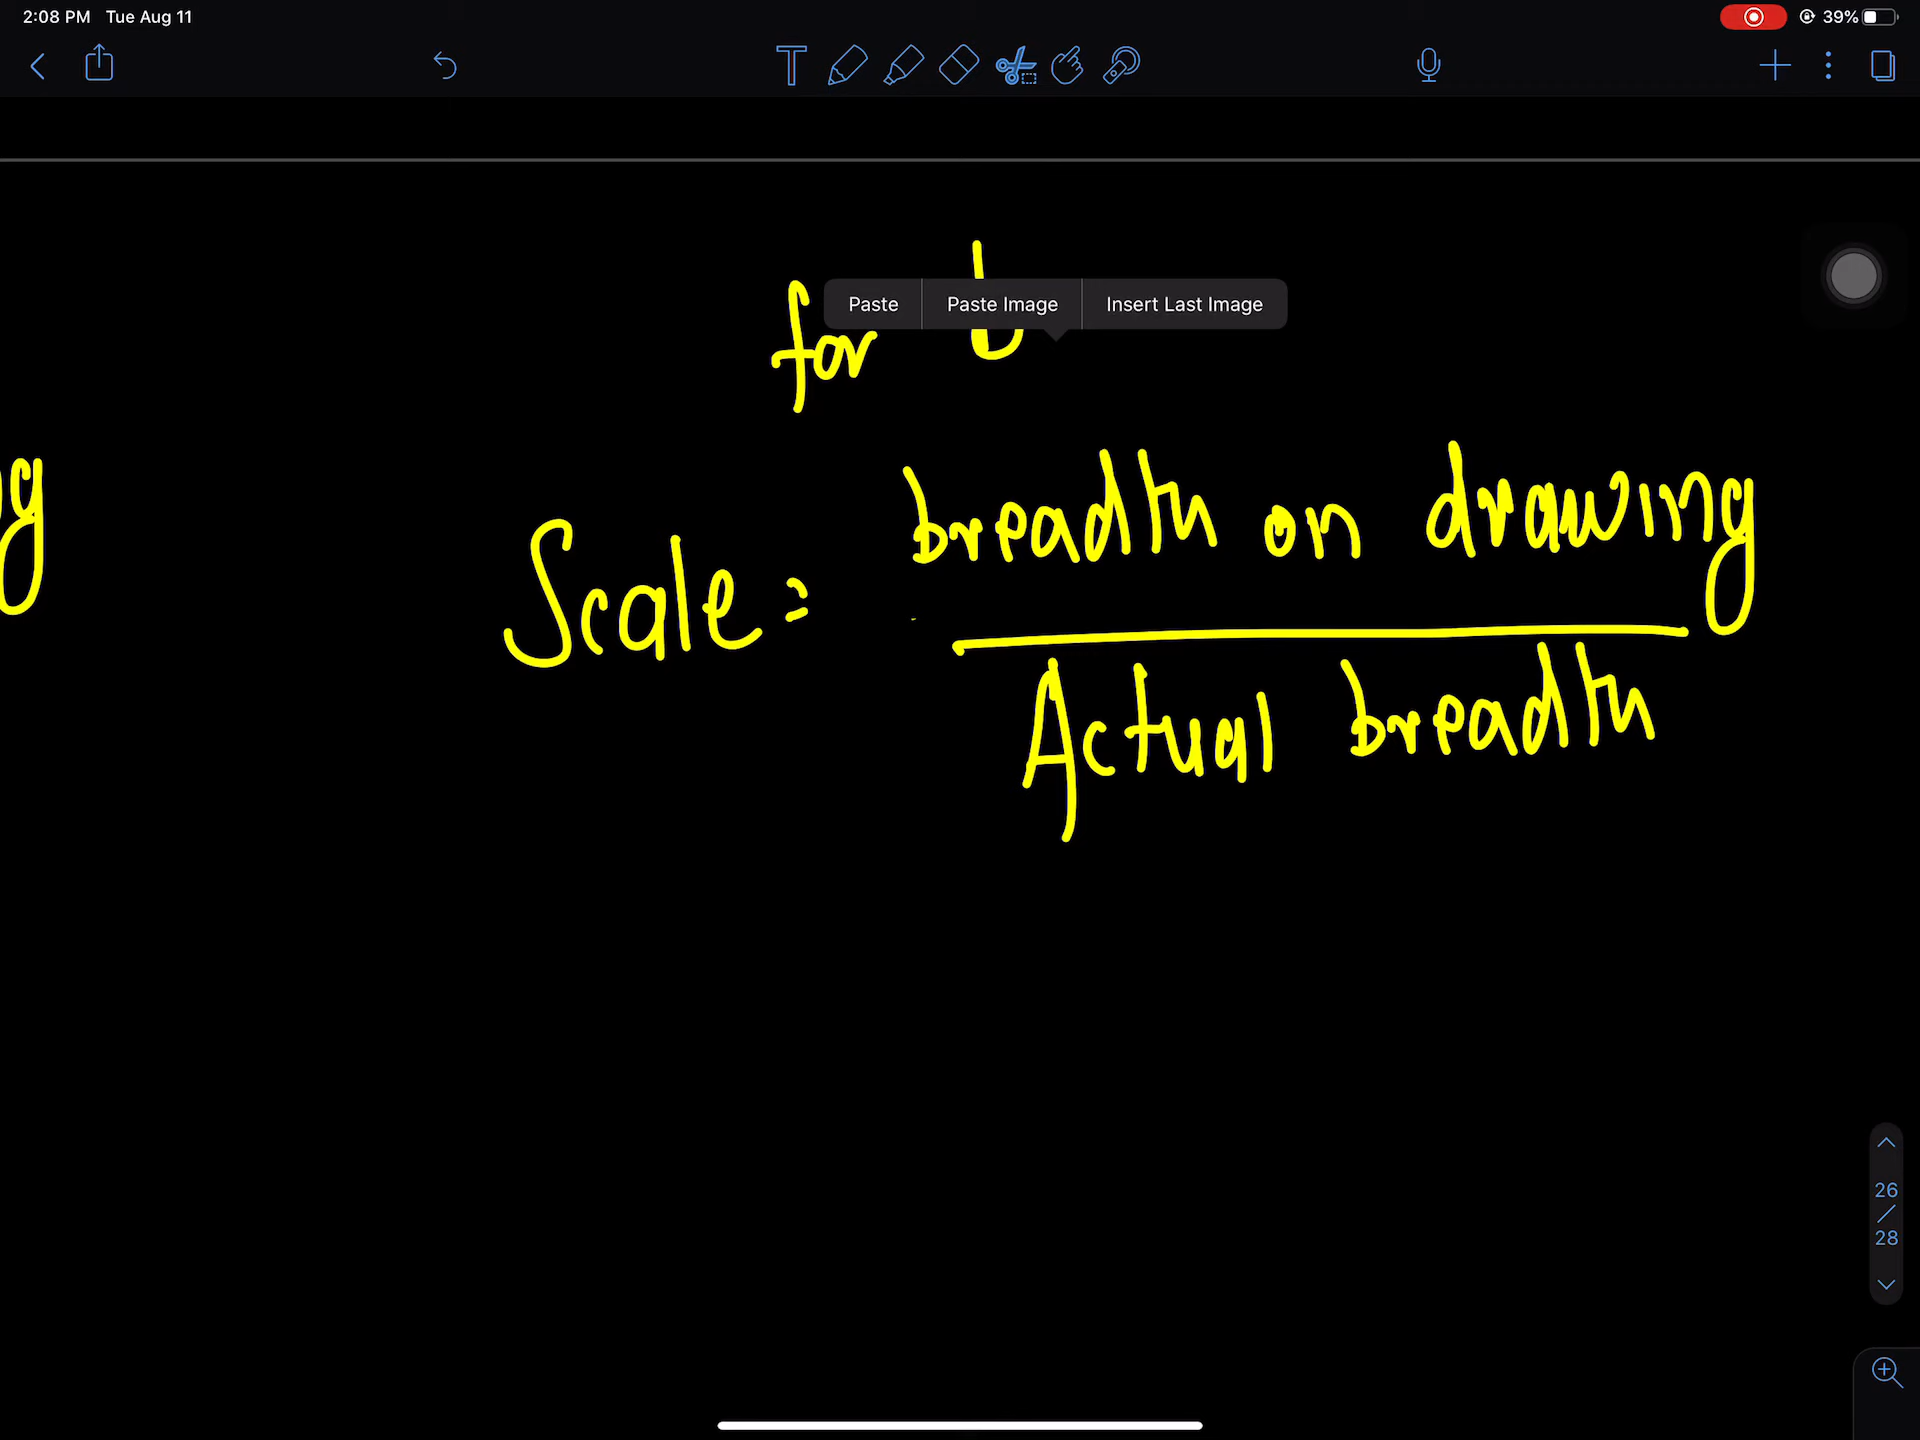 2:08 PM Tue Aug 11
39%
T
for b
Paste Paste Image Insert Last Image
g
breadth on drawing
Scale =
Actual breadth
26
/
28